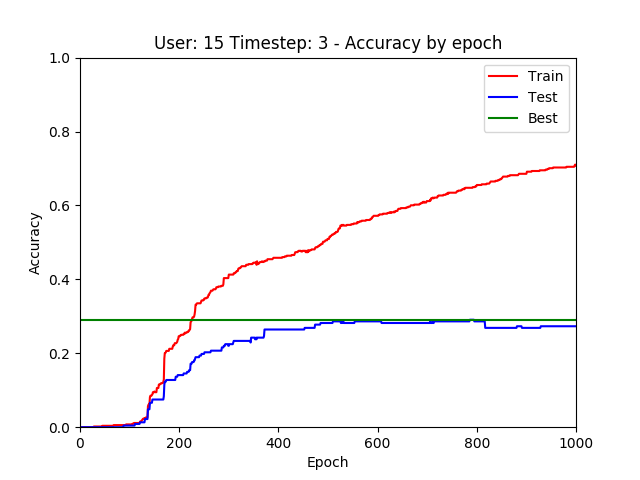 User: 15 Timestep: 3 - Accuracy by epoch
1.0
0.8
0.6
0.4
0.2
0.0
Accuracy
Train
Test
Best
0 200 400 600 800 1000
Epoch